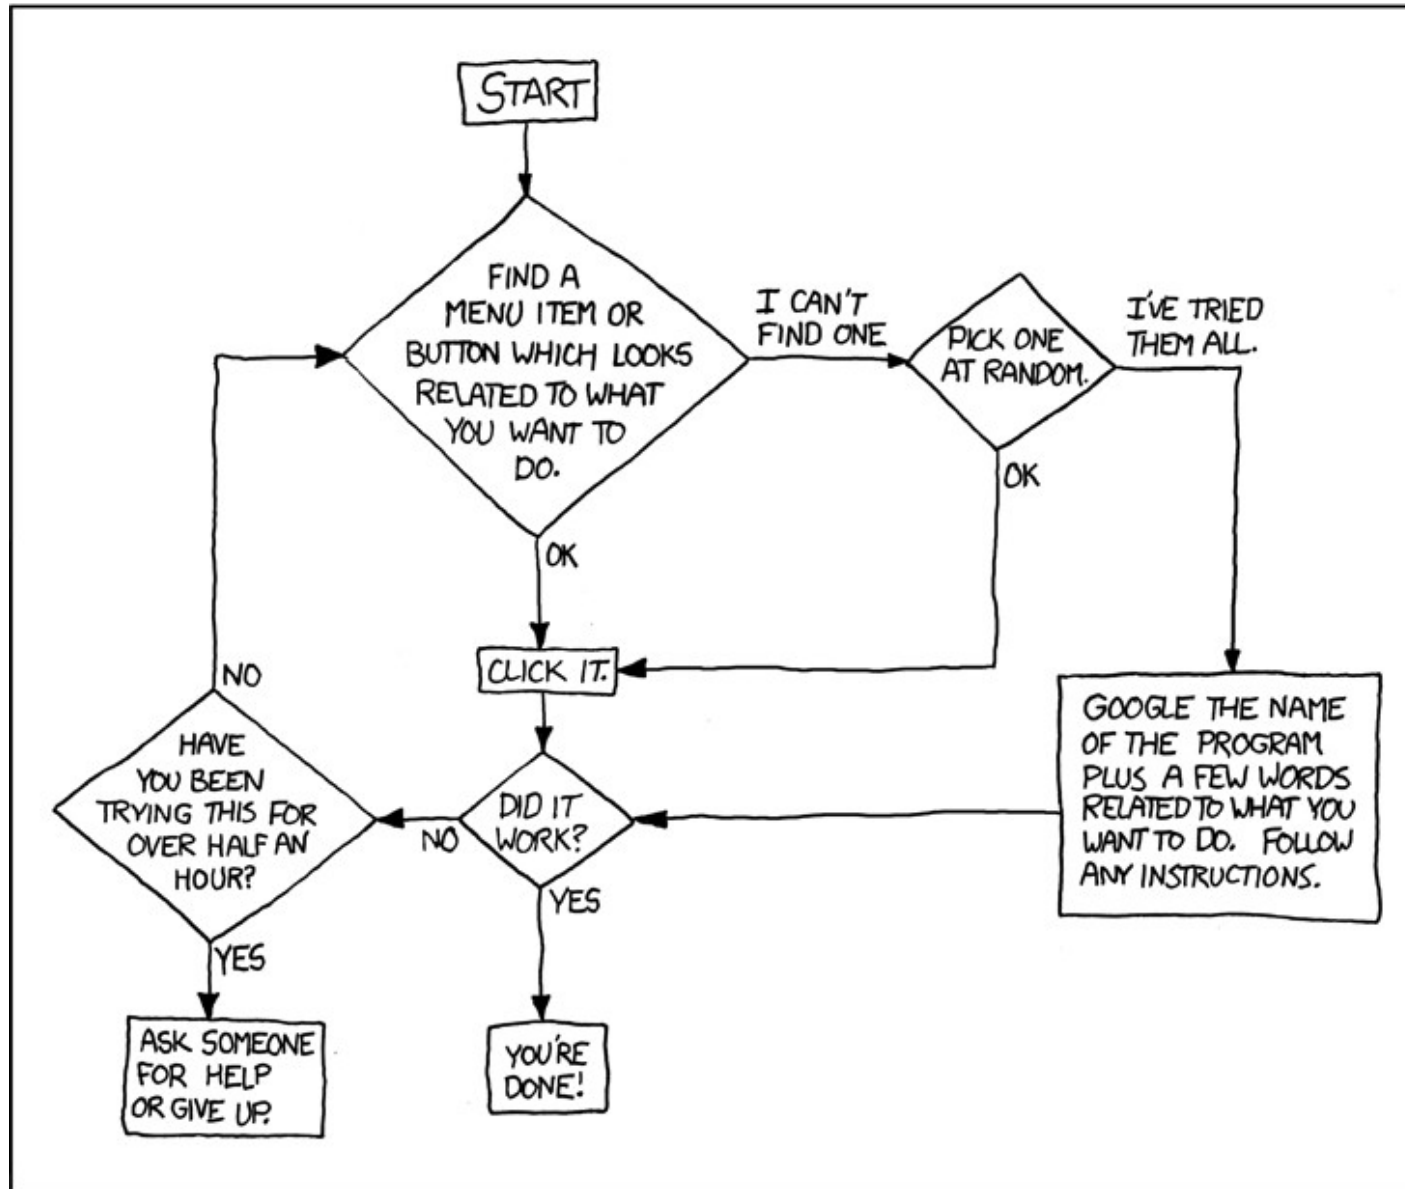 START
FIND A
MENU ITEM OR
BUTTON WHICH LOOKS
RELATED TO WHAT
YOU WANT TO
DO.
I CAN'T
FIND ONE
PICK ONE
AT RANDOM.
I'VE TRIED
THEM ALL.
OK
OK
CLICK IT.
NO
HAVE
YOU BEEN
TRYING THIS FOR
OVER HALF AN
HOUR?
NO
DID IT
WORK?
GOOGLE THE NAME
OF THE PROGRAM
PLUS A FEW WORDS
RELATED TO WHAT YOU
WANT TO DO. FOLLOW
ANY INSTRUCTIONS.
YES
YES
ASK SOMEONE
FOR HELP
OR GIVE UP.
YOU'RE
DONE!